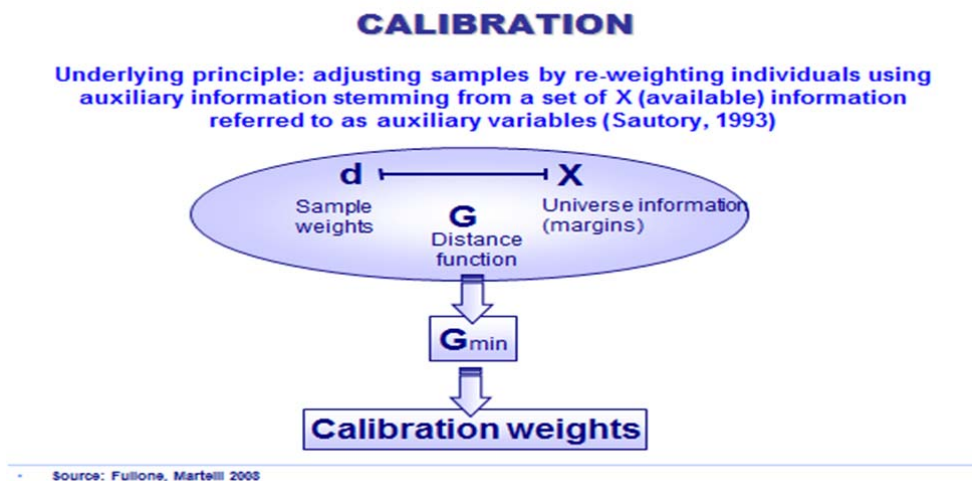 CALIBRATION
Underlying principle: adjusting samples by re-weighting individuals using
auxiliary information stemming from a set of X (available) information
referred to as auxiliary variables (Sautory, 1993)
d X
Sample weights
Universe information (margins)
G
Distance function
Gmin
Calibration weights
• Source: Fullone, Martelli 2008